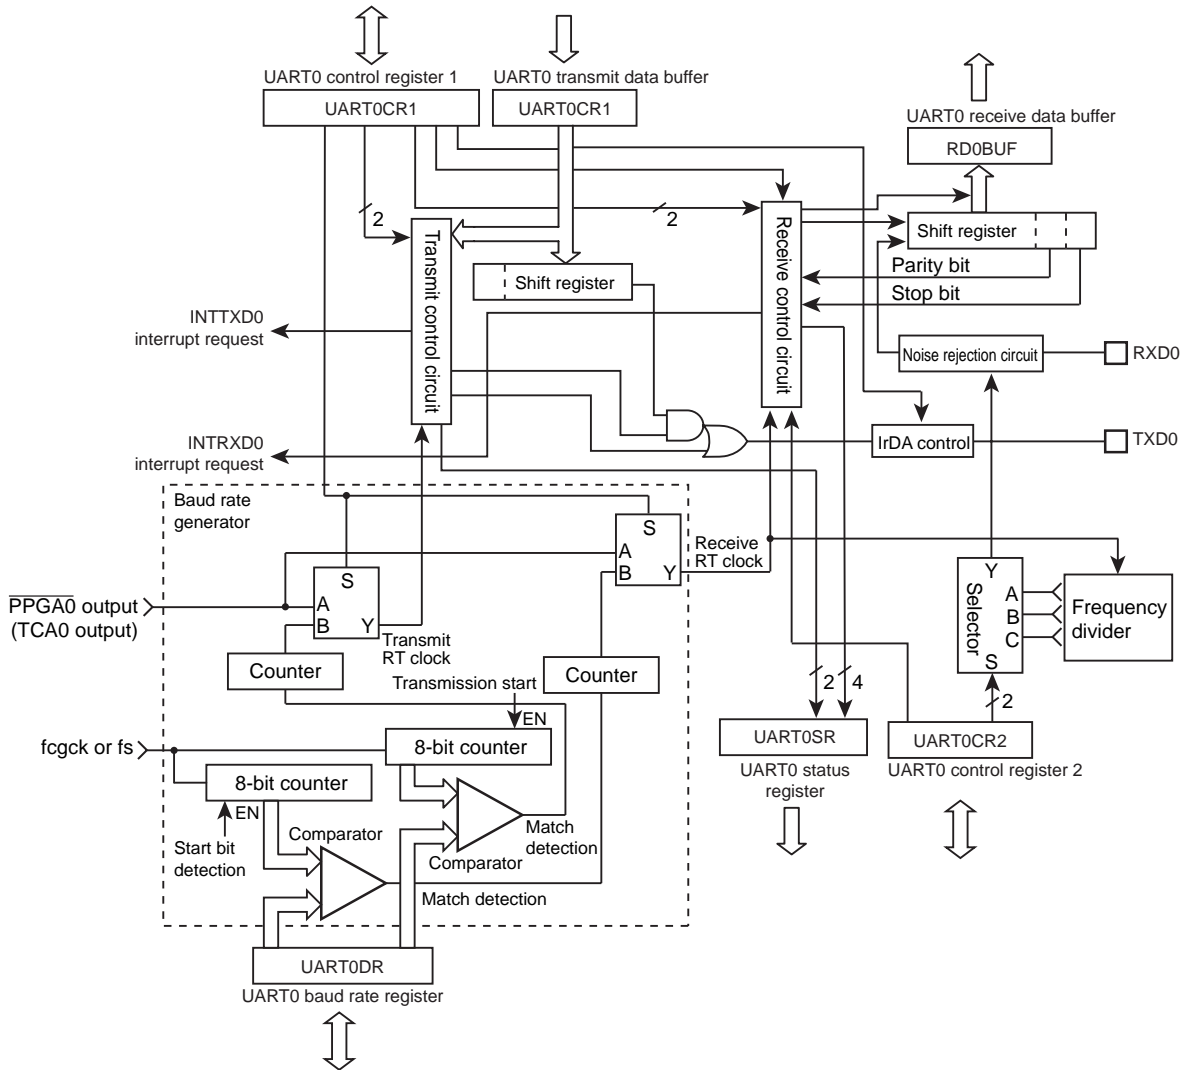 UART0 control register 1
UART0CR1
UART0 transmit data buffer
UART0CR1
UART0 receive data buffer
RD0BUF
2
2
Transmit control circuit
Receive control circuit
Shift register
Shift register
Parity bit
Stop bit
INTTXD0
interrupt request
Noise rejection circuit
RXD0
INTRXD0
interrupt request
IrDA control
TXD0
Baud rate
generator
S
A
B
Y
Receive
RT clock
PPGA0 output
(TCA0 output)
S
A
B
Y
Transmit
RT clock
Selector
Y
A
B
C
S
Frequency
divider
Counter
Counter
Transmission start
EN
2
4
2
fcgck or fs
8-bit counter
8-bit counter
UART0SR
UART0 status
register
UART0CR2
UART0 control register 2
EN
Start bit
detection
Comparator
Comparator
Match
detection
Match detection
UART0DR
UART0 baud rate register